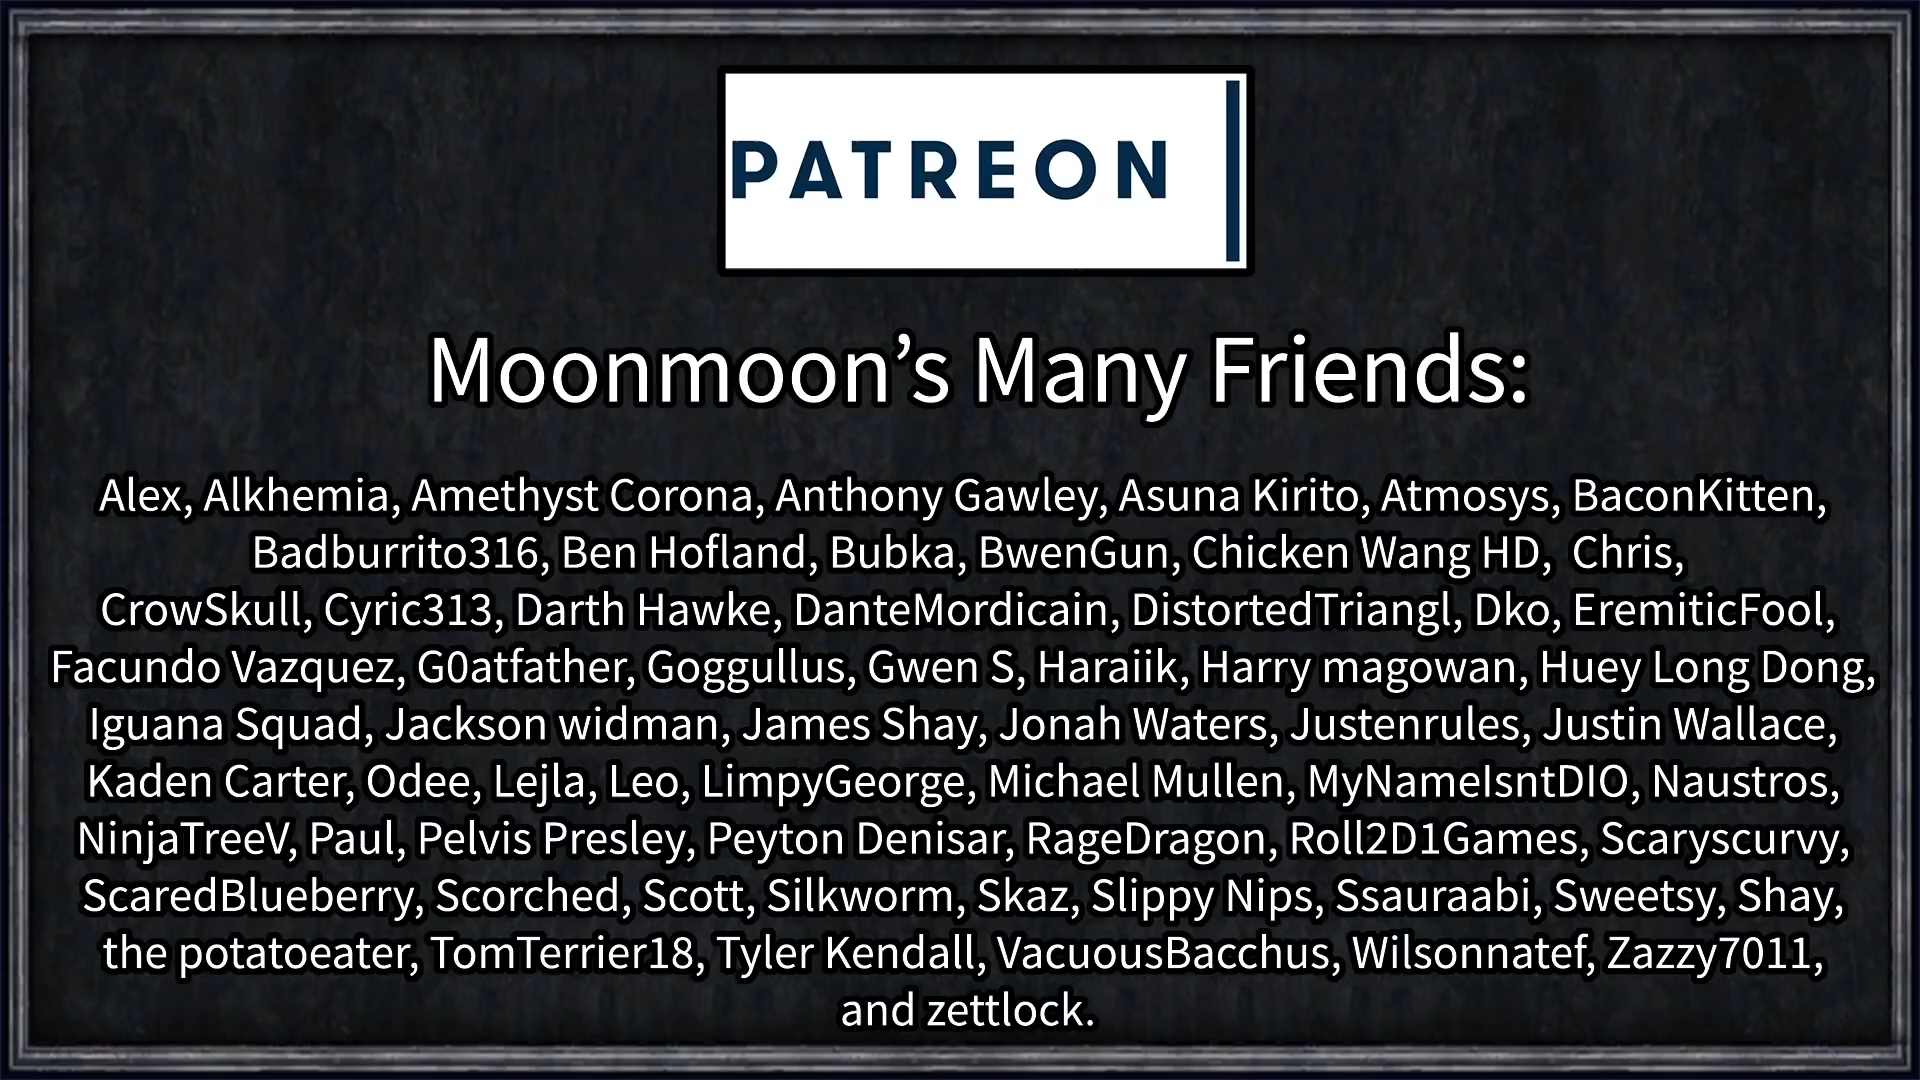 PATREON
Moonmoon’s Many Friends:
Alex, Alkhemia, Amethyst Corona, Anthony Gawley, Asuna Kirito, Atmosys, BaconKitten,
Badburrito316, Ben Hofland, Bubka, BwenGun, Chicken Wang HD,  Chris,
CrowSkull, Cyric313, Darth Hawke, DanteMordicain, DistortedTriangl, Dko, EremiticFool,
Facundo Vazquez, G0atfather, Goggullus, Gwen S, Haraiik, Harry magowan, Huey Long Dong,
Iguana Squad, Jackson widman, James Shay, Jonah Waters, Justenrules, Justin Wallace,
Kaden Carter, Odee, Lejla, Leo, LimpyGeorge, Michael Mullen, MyNameIsntDIO, Naustros,
NinjaTreeV, Paul, Pelvis Presley, Peyton Denisar, RageDragon, Roll2D1Games, Scaryscurvy,
ScaredBlueberry, Scorched, Scott, Silkworm, Skaz, Slippy Nips, Ssauraabi, Sweetsy, Shay,
the potatoeater, TomTerrier18, Tyler Kendall, VacuousBacchus, Wilsonnatef, Zazzy7011,
and zettlock.